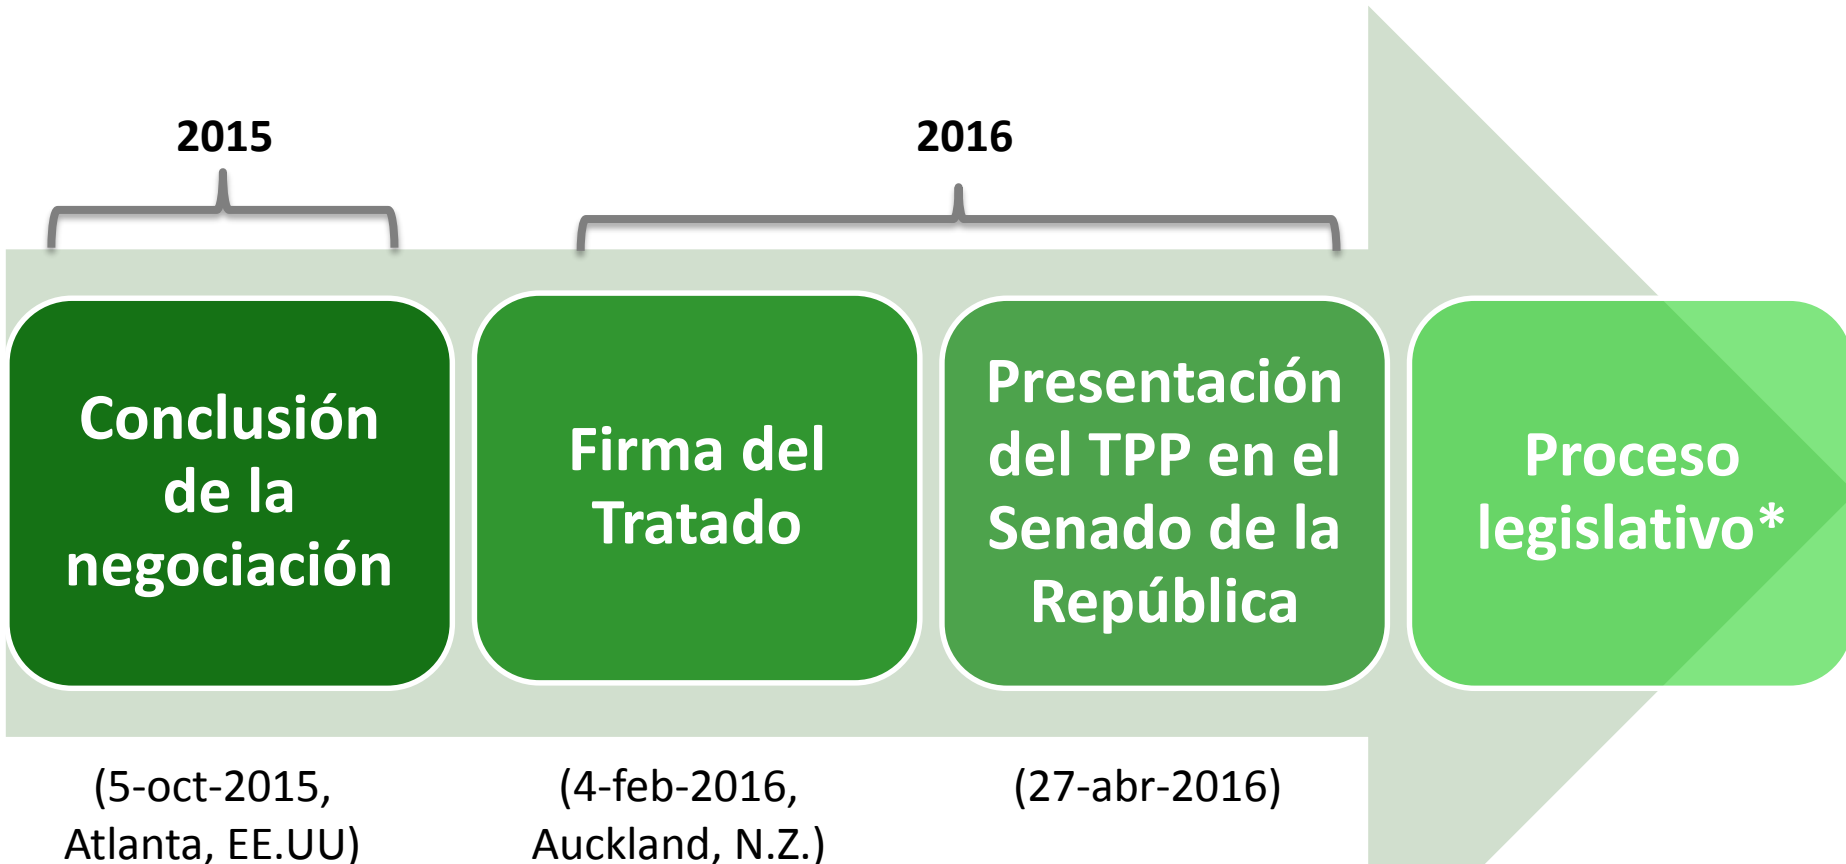 2015
2016
Conclusión
de la
negociación
Firma del
Tratado
Presentación
del TPP en el
Senado de la
República
Proceso
legislativo*
(5-oct-2015,
Atlanta, EE.UU)
(4-feb-2016,
Auckland, N.Z.)
(27-abr-2016)